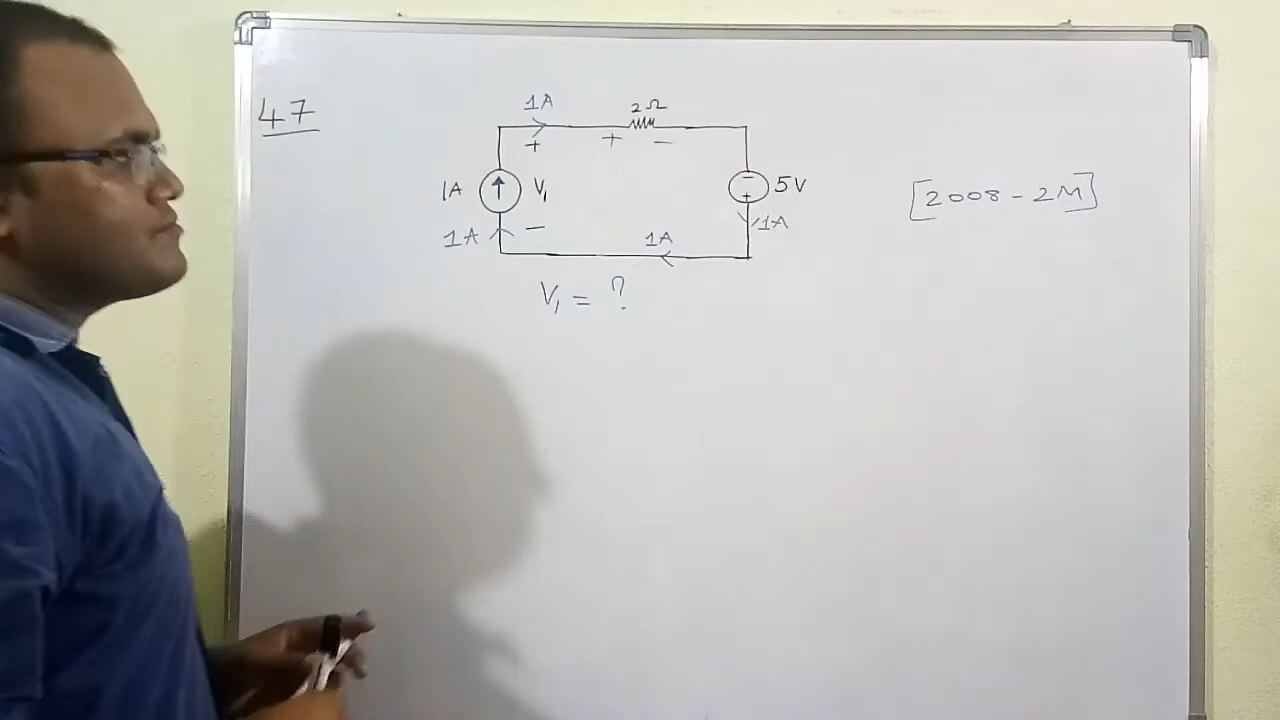 47
1A
2Ω
+
+ −
1A
V₁
−
+
5V
[2008 - 2M]
1A
−
1A
1A
V₁ = ?